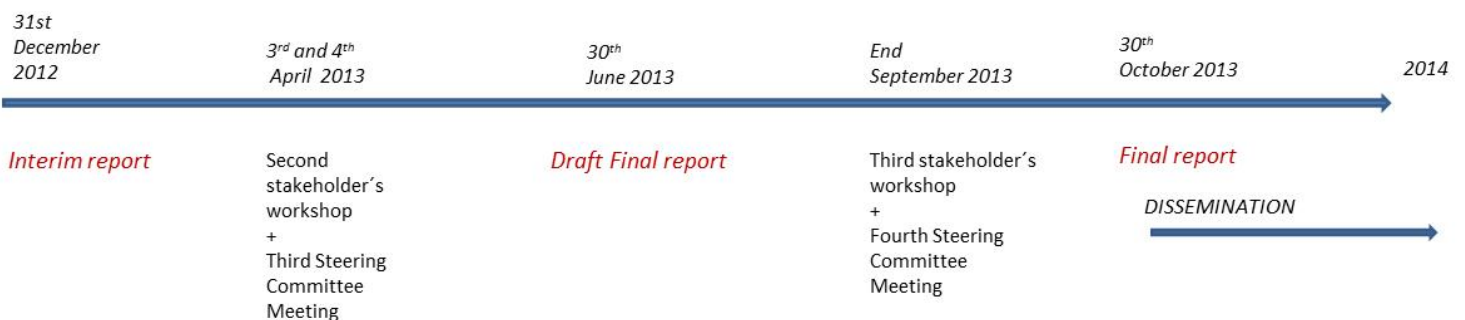 31st
December
2012
3rd and 4th
April 2013
30th
June 2013
End
September 2013
30th
October 2013
2014
Interim report
Second
stakeholder´s
workshop
+
Third Steering
Committee
Meeting
Draft Final report
Third stakeholder´s
workshop
+
Fourth Steering
Committee
Meeting
Final report
DISSEMINATION